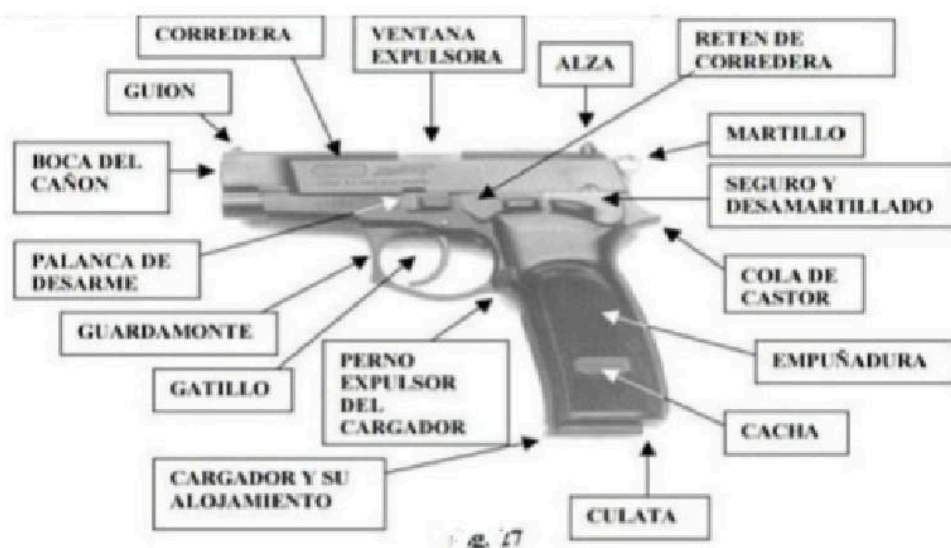 CORREDERA
VENTANA
EXPULSORA
RETEN DE
CORREDERA
ALZA
GUION
MARTILLO
BOCA DEL
CAÑON
SEGURO Y
DESAMARTILLADO
PALANCA DE
DESARME
COLA DE
CASTOR
GUARDAMONTE
PERNO
EXPULSOR
DEL
CARGADOR
EMPUÑADURA
GATILLO
CACHA
CARGADOR Y SU
ALOJAMIENTO
CULATA